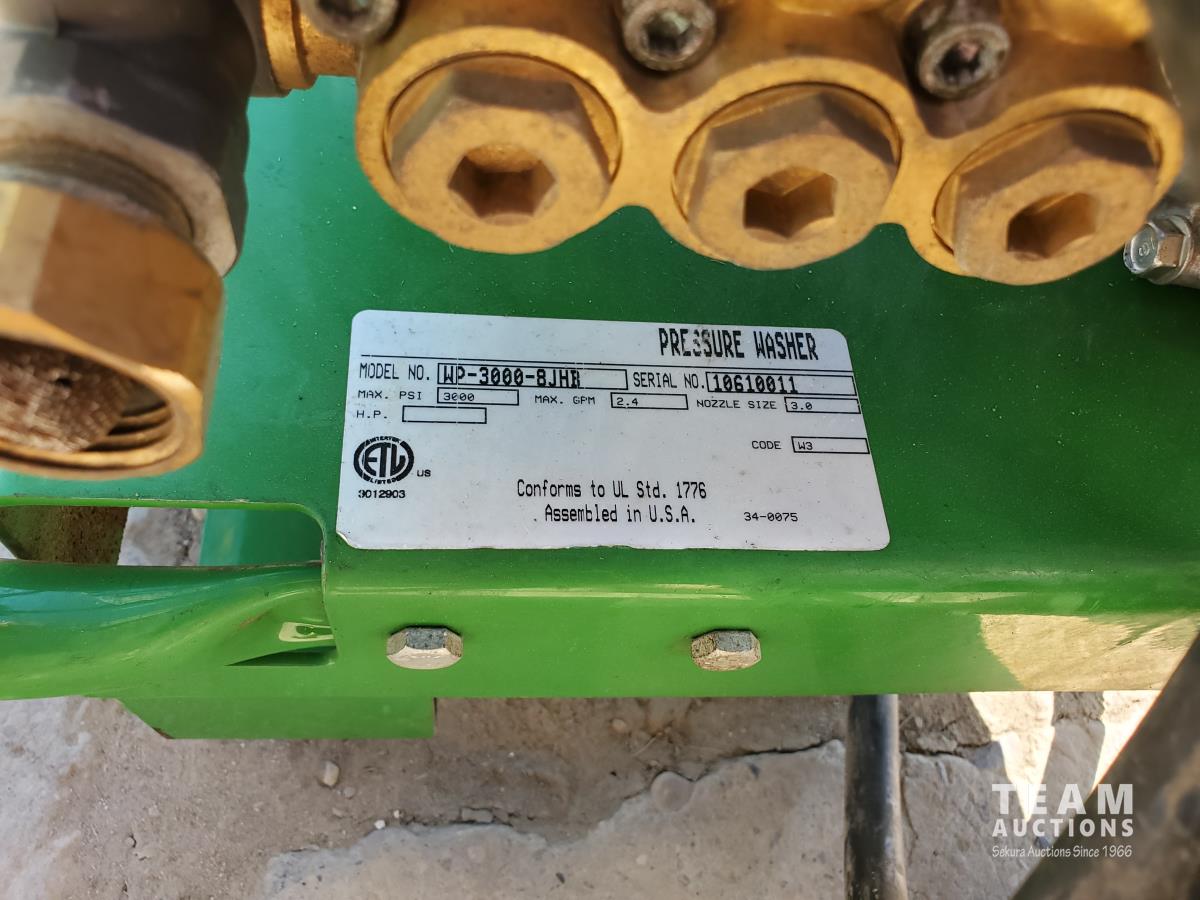 PRESSURE WASHER
MODEL NO. WP-3000-8JHB SERIAL NO. 10610011
MAX. PSI 3000 MAX. GPM 2.4 NOZZLE SIZE 3.0
H.P.
CODE W3
INTERTEK
ETL US
LISTED
3012903
Conforms to UL Std. 1776
Assembled in U.S.A. 34-0075
TEAM
AUCTIONS
Sekura Auctions Since 1966